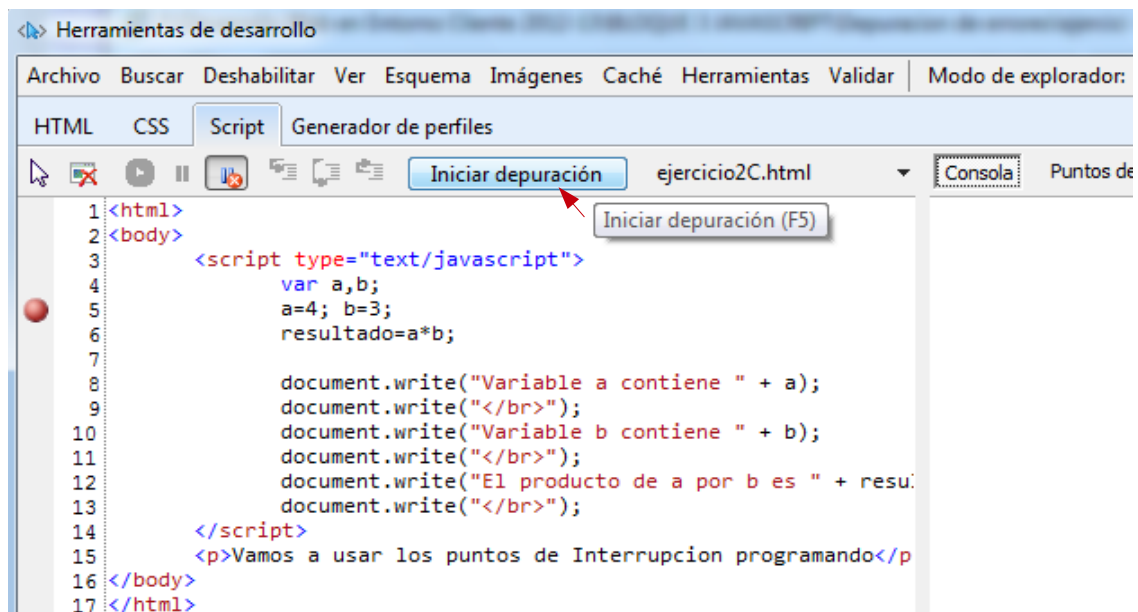 Herramientas de desarrollo
Archivo Buscar Deshabilitar Ver Esquema Imágenes Caché Herramientas Validar Modo de explorador:
HTML CSS Script Generador de perfiles
Iniciar depuración ejercicio2C.html Consola Puntos de
Iniciar depuración (F5)
1 <html>
2 <body>
3 <script type="text/javascript">
4 var a,b;
5 a=4; b=3;
6 resultado=a*b;
7
8 document.write("Variable a contiene " + a);
9 document.write("</br>");
10 document.write("Variable b contiene " + b);
11 document.write("</br>");
12 document.write("El producto de a por b es " + resu
13 document.write("</br>");
14 </script>
15 <p>Vamos a usar los puntos de Interrupcion programando</p
16 </body>
17 </html>